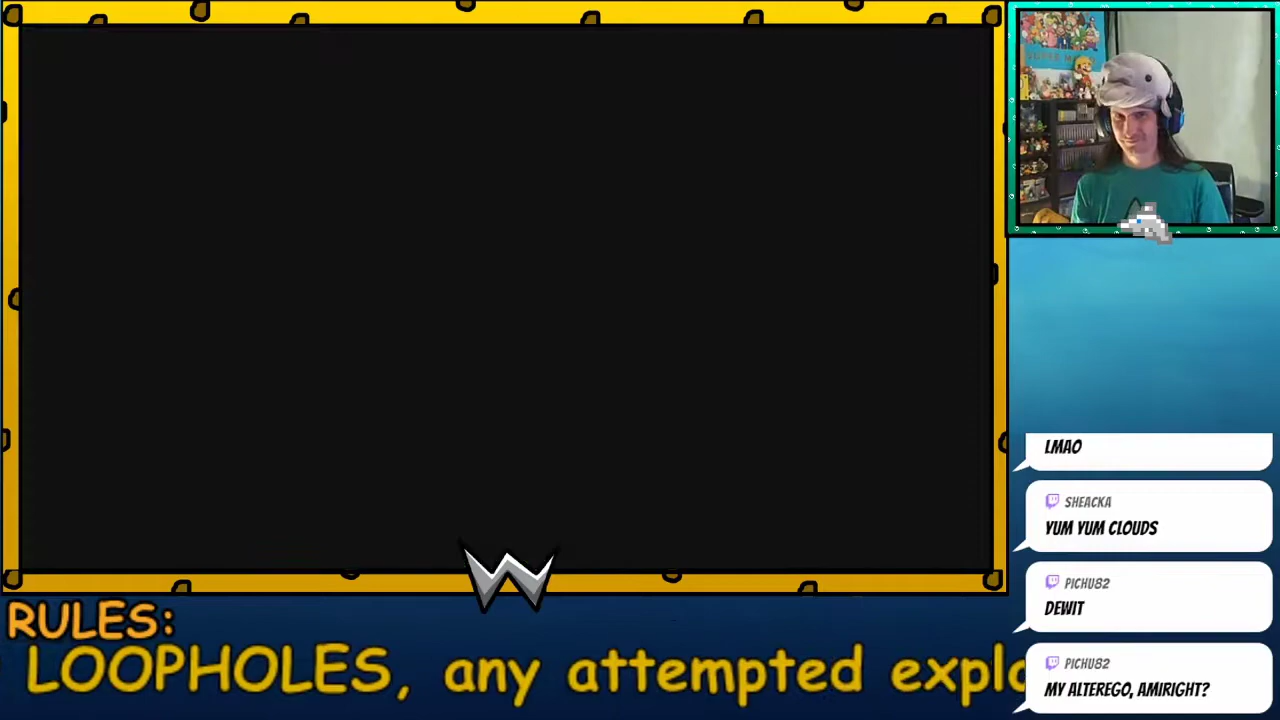 LMAO
SHEACKA
YUM YUM CLOUDS
PICHU82
DEWIT
PICHU82
MY ALTEREGO, AMIRIGHT?
RULES:
LOOPHOLES, any attempted explo